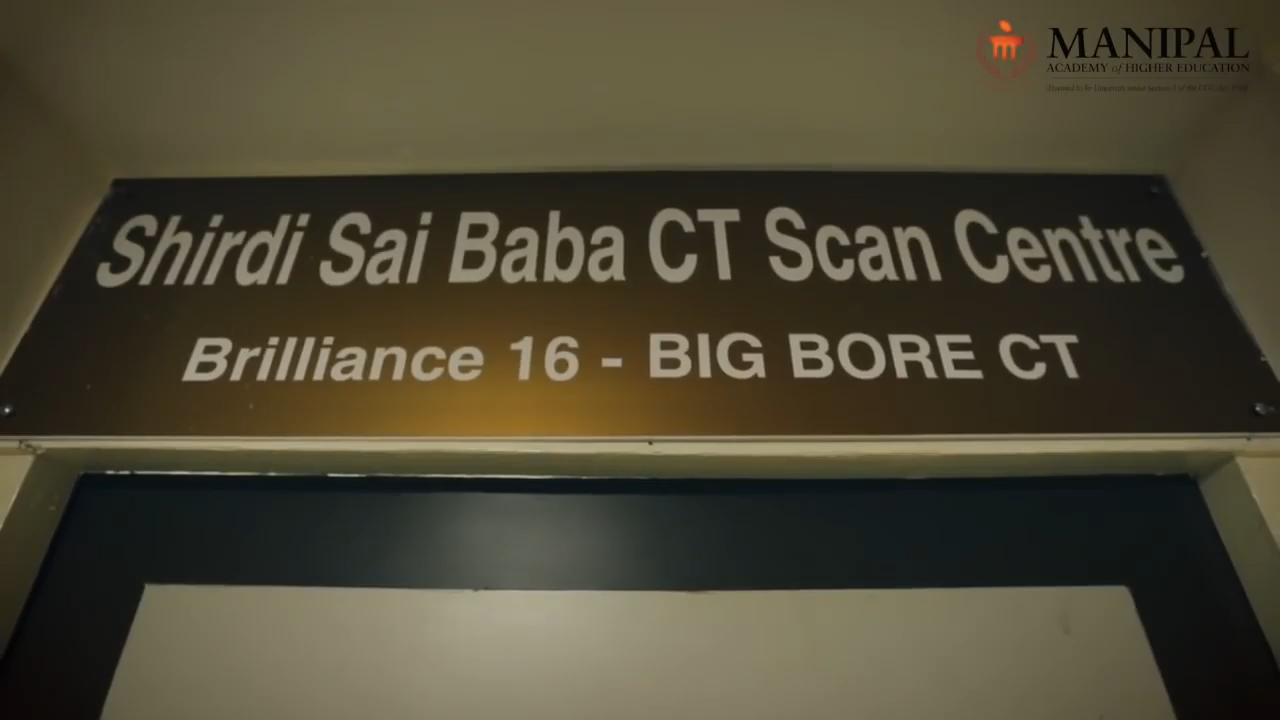 MANIPAL
ACADEMY of HIGHER EDUCATION
Shirdi Sai Baba CT Scan Centre
Brilliance 16 - BIG BORE CT